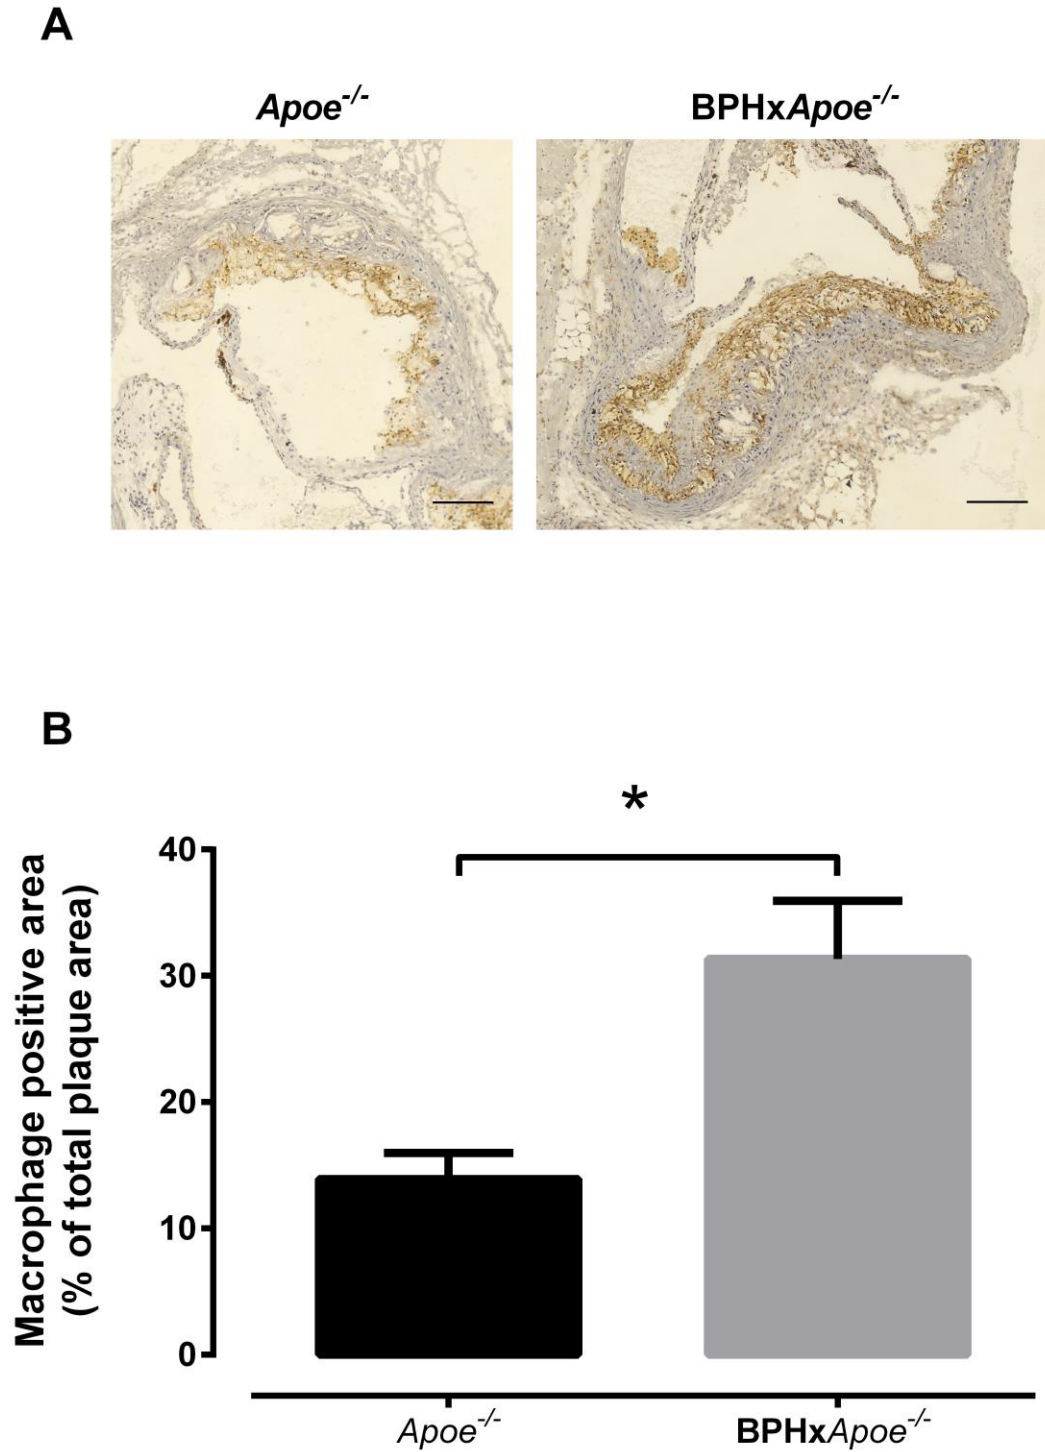 A
Apoe-/-
BPHxApoe-/-
B
*
Macrophage positive area
(% of total plaque area)
40
30
20
10
0
Apoe-/-
BPHxApoe-/-